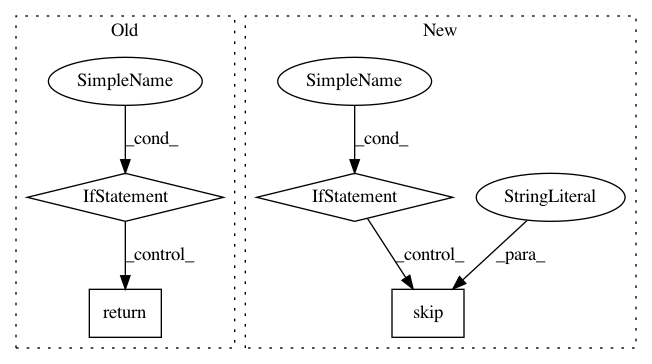 Old
New
SimpleName
SimpleName
_cond_
_cond_
IfStatement
IfStatement
StringLiteral
_control_
_control_
_para_
return
skip